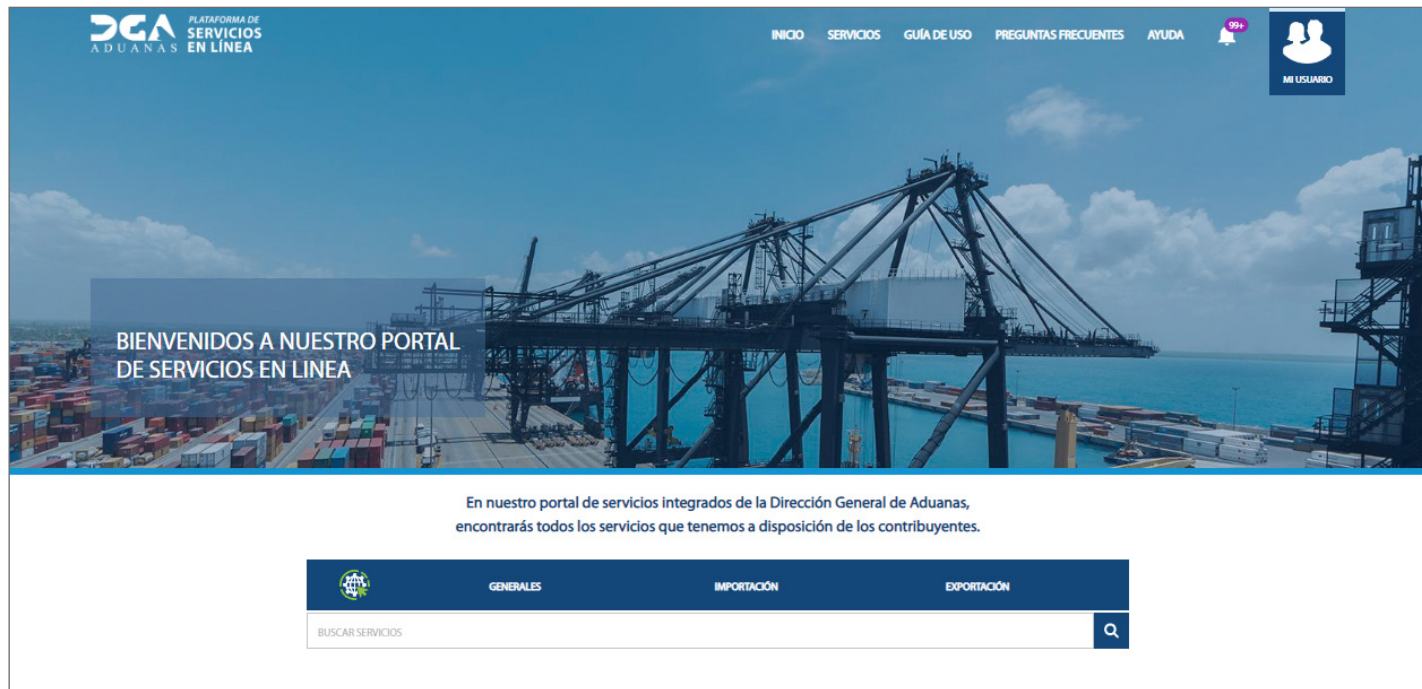 DGA
ADUANAS
PLATAFORMA DE
SERVICIOS
EN LÍNEA
INICIO SERVICIOS GUÍA DE USO PREGUNTAS FRECUENTES AYUDA 99+
MI USUARIO
BIENVENIDOS A NUESTRO PORTAL
DE SERVICIOS EN LINEA
En nuestro portal de servicios integrados de la Dirección General de Aduanas,
encontrarás todos los servicios que tenemos a disposición de los contribuyentes.
GENERALES IMPORTACIÓN EXPORTACIÓN
BUSCAR SERVICIOS